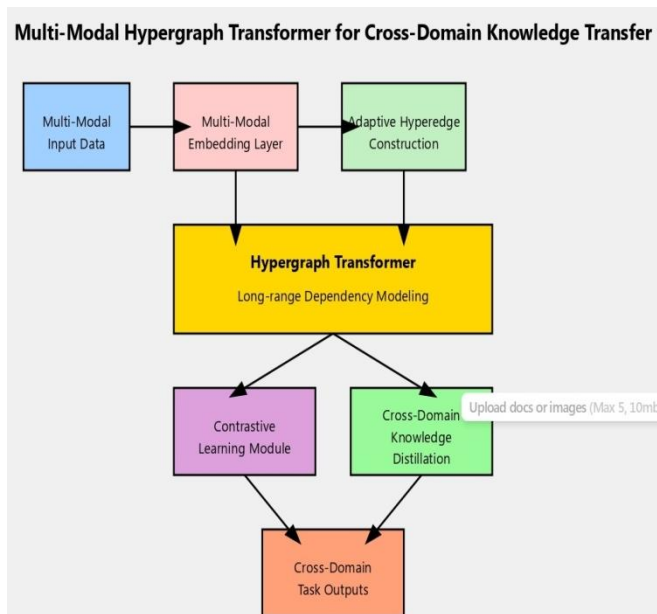 Multi-Modal Hypergraph Transformer for Cross-Domain Knowledge Transfer
Multi-Modal
Input Data
Multi-Modal
Embedding Layer
Adaptive Hyperedge
Construction
Hypergraph Transformer
Long-range Dependency Modeling
Contrastive
Learning Module
Cross-Domain
Knowledge
Distillation
Upload docs or images (Max 5, 10mb
Cross-Domain
Task Outputs